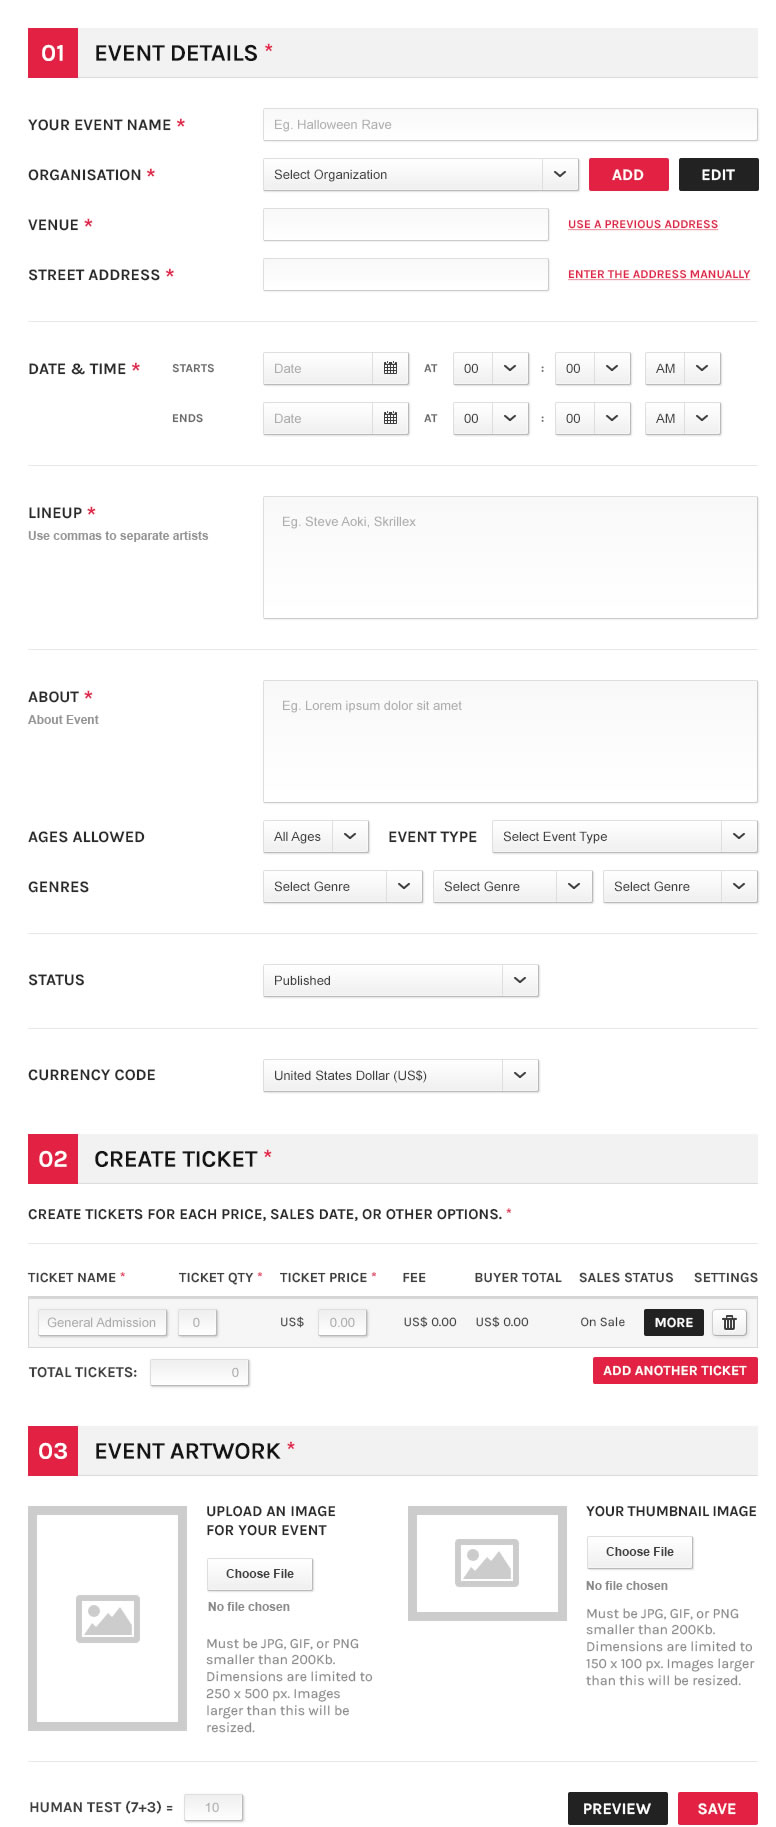 01 EVENT DETAILS *
YOUR EVENT NAME * Eg. Halloween Rave
ORGANISATION * Select Organization ADD EDIT
VENUE * USE A PREVIOUS ADDRESS
STREET ADDRESS * ENTER THE ADDRESS MANUALLY
DATE & TIME * STARTS Date AT 00 : 00 AM
ENDS Date AT 00 : 00 AM
LINEUP * Eg. Steve Aoki, Skrillex
Use commas to separate artists
ABOUT * Eg. Lorem ipsum dolor sit amet
About Event
AGES ALLOWED All Ages EVENT TYPE Select Event Type
GENRES Select Genre Select Genre Select Genre
STATUS Published
CURRENCY CODE United States Dollar (US$)
02 CREATE TICKET *
CREATE TICKETS FOR EACH PRICE, SALES DATE, OR OTHER OPTIONS. *
TICKET NAME * TICKET QTY * TICKET PRICE * FEE BUYER TOTAL SALES STATUS SETTINGS
General Admission 0 US$ 0.00 US$ 0.00 US$ 0.00 On Sale MORE
TOTAL TICKETS: 0 ADD ANOTHER TICKET
03 EVENT ARTWORK *
UPLOAD AN IMAGE
FOR YOUR EVENT
Choose File
No file chosen
Must be JPG, GIF, or PNG
smaller than 200Kb.
Dimensions are limited to
250 x 500 px. Images
larger than this will be
resized.
YOUR THUMBNAIL IMAGE
Choose File
No file chosen
Must be JPG, GIF, or PNG
smaller than 200Kb.
Dimensions are limited to
150 x 100 px. Images larger
than this will be resized.
HUMAN TEST (7+3) = 10 PREVIEW SAVE